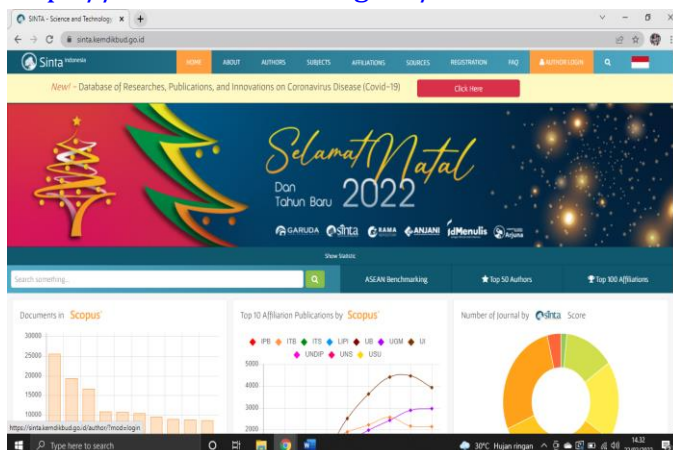 SINTA - Science and Technology
sinta.kemdikbud.go.id
Sinta Indonesia
HOME ABOUT AUTHORS SUBJECTS AFFILIATIONS SOURCES REGISTRATION FAQ AUTHOR LOGIN
New! - Database of Researches, Publications, and Innovations on Coronavirus Disease (Covid-19) Click Here
Selamat Natal
Dan
Tahun Baru 2022
GARUDA sinta RAMA ANJANI IdMenulis Arjuna
Show Statistic
Search something... ASEAN Benchmarking Top 50 Authors Top 100 Affiliations
Documents in Scopus
30000
25000
20000
15000
10000
Top 10 Affiliation Publications by Scopus
IPB ITB ITS LIPI UB UGM UI
UNDIP UNS USU
5000
4000
3000
2000
Number of Journal by sinta Score
https://sinta.kemdikbud.go.id/author/?mod=login
Type here to search
30°C Hujan ringan
14.32